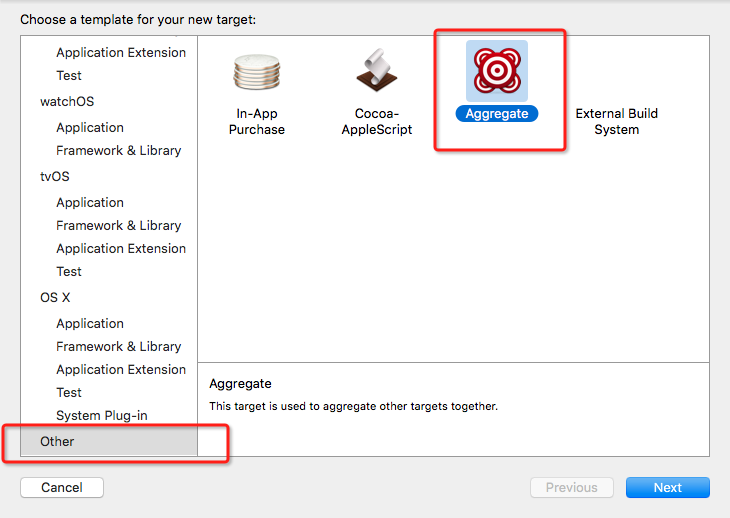 Choose a template for your new target:
Application Extension
Test
watchOS
Application
Framework & Library
tvOS
Application
Framework & Library
Application Extension
Test
OS X
Application
Framework & Library
Application Extension
Test
System Plug-in
Other
In-App
Purchase
Cocoa-
AppleScript
Aggregate
External Build
System
Aggregate
This target is used to aggregate other targets together.
Cancel
Previous
Next